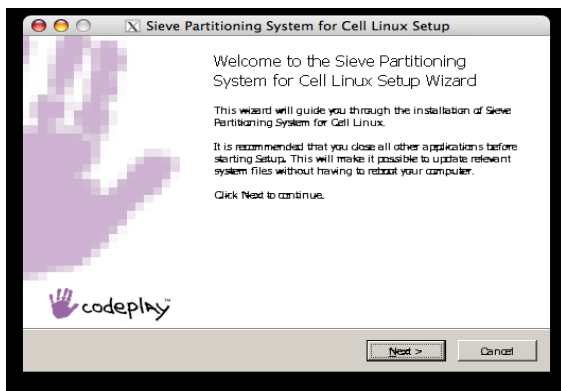 Sieve Partitioning System for Cell Linux Setup
Welcome to the Sieve Partitioning
System for Cell Linux Setup Wizard
This wizard will guide you through the installation of Sieve
Partitioning System for Cell Linux.
It is recommended that you close all other applications before
starting Setup. This will make it possible to update relevant
system files without having to reboot your computer.
Click Next to continue.
codeplay™
Next >
Cancel